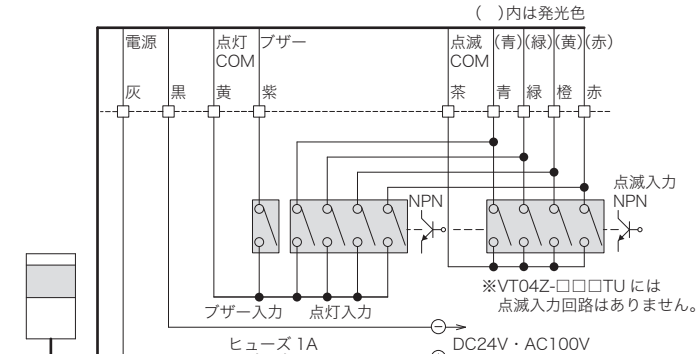 ( )内は発光色
電源
点灯 ブザー
COM
点滅 (青)(緑)(黄)(赤)
COM
灰 黒 黄 紫 茶 青 緑 橙 赤
点滅入力
NPN NPN
※VT04Z-□□□TU には
点滅入力回路はありません。
ブザー入力 点灯入力
ヒューズ 1A
DC24V・AC100V